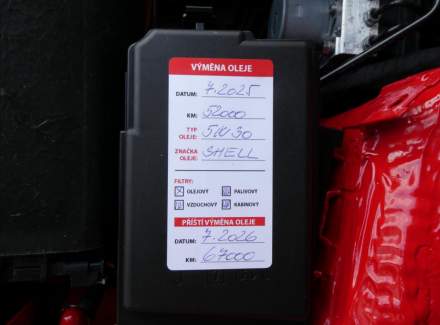 VÝMĚNA OLEJE
DATUM: 7.2025
KM: 52000
TYP OLEJE: 5W30
ZNAČKA OLEJE: SHELL
FILTRY:
OLEJOVÝ PALIVOVÝ
VZDUCHOVÝ KABINOVÝ
PŘÍŠTÍ VÝMĚNA OLEJE
DATUM: 7.2026
KM: 67000